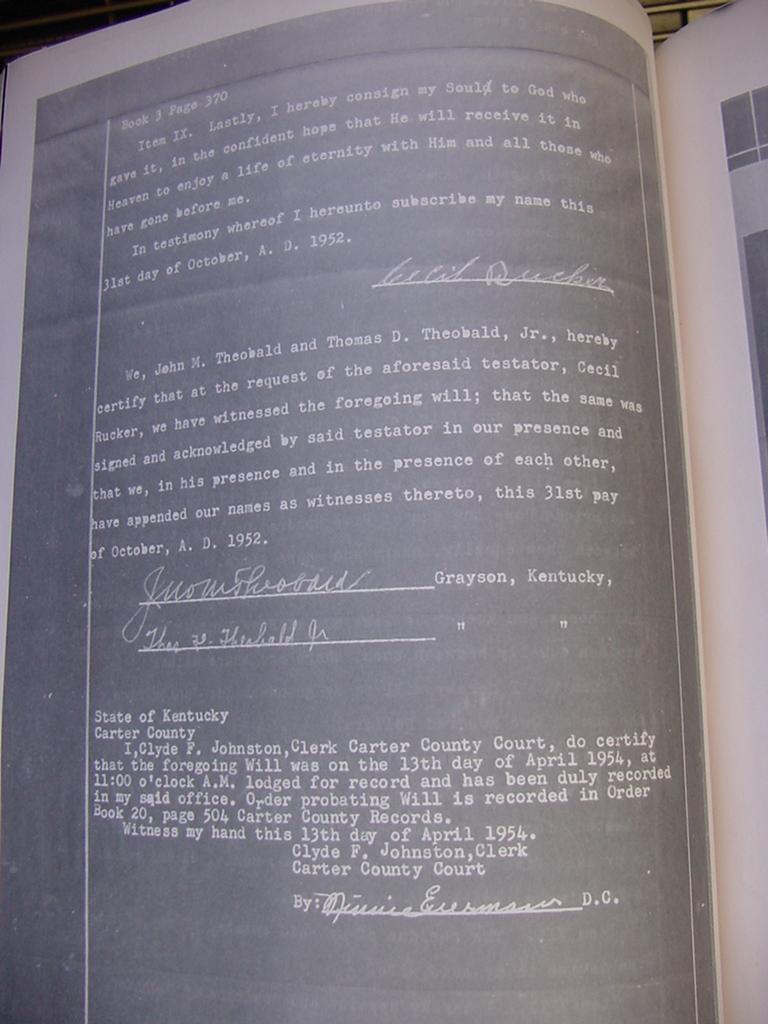 Book 3 Page 370
Item IX. Lastly, I hereby consign my Sould to God who
gave it, in the confident hope that He will receive it in
Heaven to enjoy a life of eternity with Him and all those who
have gone before me.
In testimony whereof I hereunto subscribe my name this
31st day of October, A. D. 1952.
Cecil Rucker
We, John M. Theobald and Thomas D. Theobald, Jr., hereby
certify that at the request of the aforesaid testator, Cecil
Rucker, we have witnessed the foregoing will; that the same was
signed and acknowledged by said testator in our presence and
that we, in his presence and in the presence of each other,
have appended our names as witnesses thereto, this 31st pay
of October, A. D. 1952.
Jno M Theobald Grayson, Kentucky,
Thos D. Theobald Jr " "
State of Kentucky
Carter County
I,Clyde F. Johnston,Clerk Carter County Court, do certify
that the foregoing Will was on the 13th day of April 1954, at
11:00 o'clock A.M. lodged for record and has been duly recorded
in my said office. Order probating Will is recorded in Order
Book 20, page 504 Carter County Records.
Witness my hand this 13th day of April 1954.
Clyde F. Johnston,Clerk
Carter County Court
By: Minnie D.C.